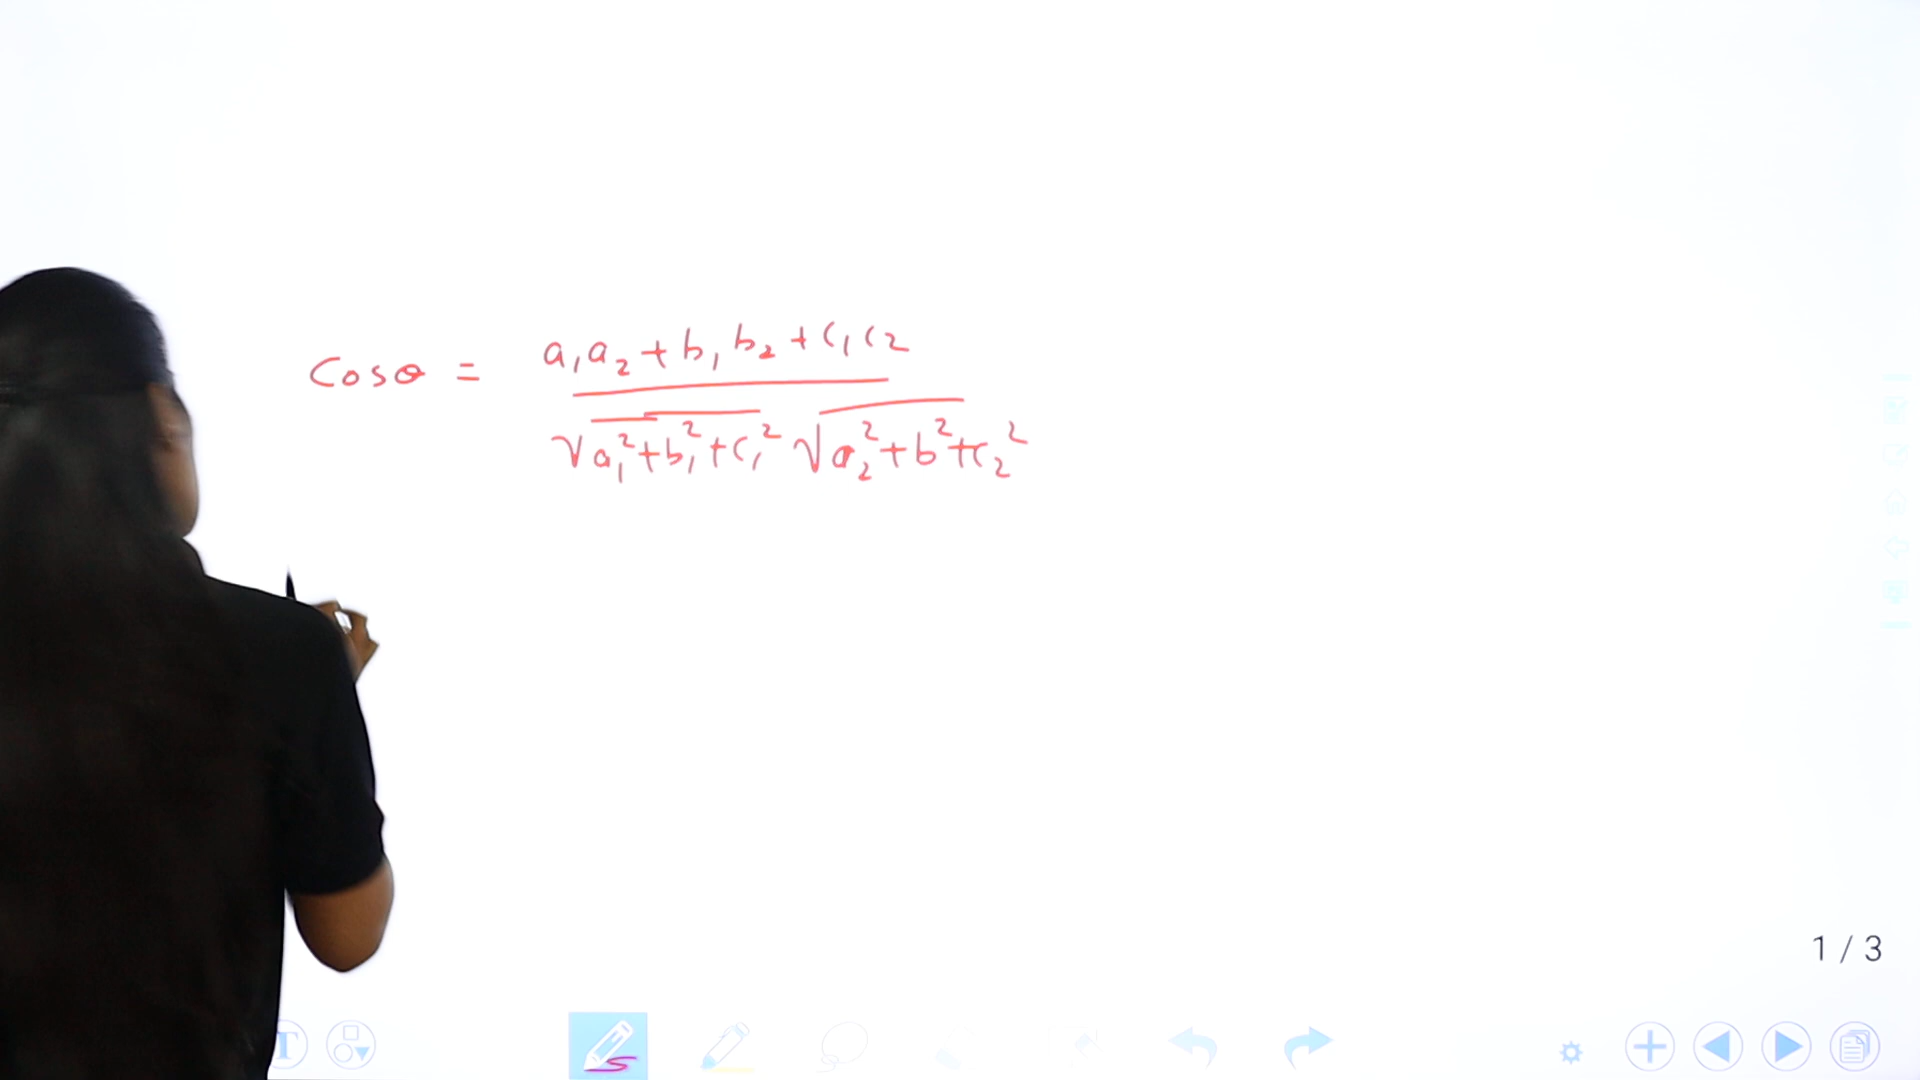 Cosθ = a₁a₂ + b₁b₂ + c₁c₂
√a₁² + b₁² + c₁² √a₂² + b² + c₂²
1 / 3
T